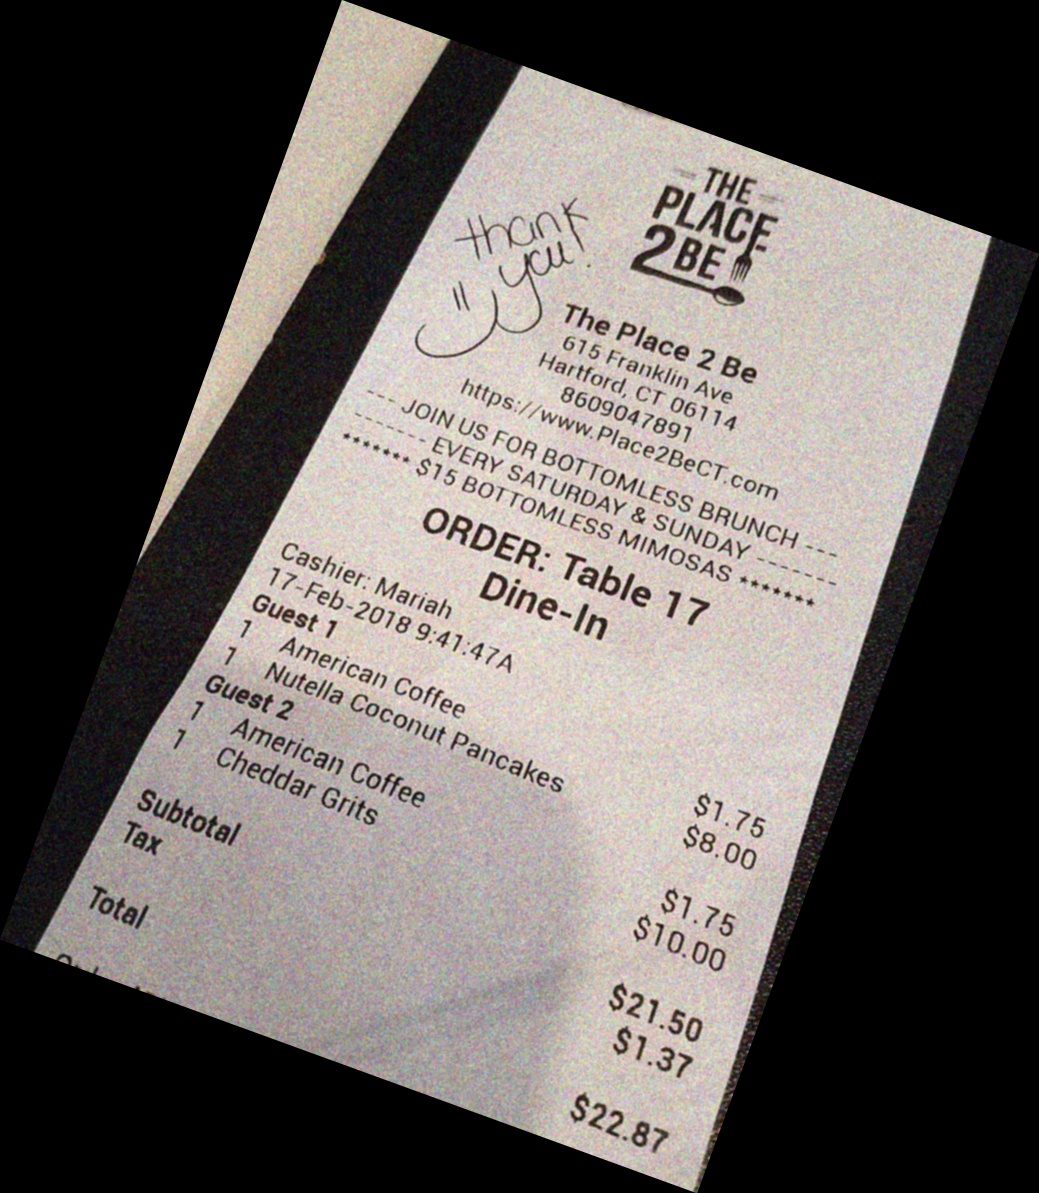 THE
PLACE
2BE
thank
you!
The Place 2 Be
615 Franklin Ave
Hartford, CT 06114
8609047891
https://www.Place2BeCT.com
--- JOIN US FOR BOTTOMLESS BRUNCH ---
------- EVERY SATURDAY & SUNDAY --------
******* $15 BOTTOMLESS MIMOSAS *******
ORDER: Table 17
Dine-In
Cashier: Mariah
17-Feb-2018 9:41:47A
Guest 1
1 American Coffee $1.75
1 Nutella Coconut Pancakes $8.00
Guest 2
1 American Coffee $1.75
1 Cheddar Grits $10.00
Subtotal $21.50
Tax $1.37
Total $22.87